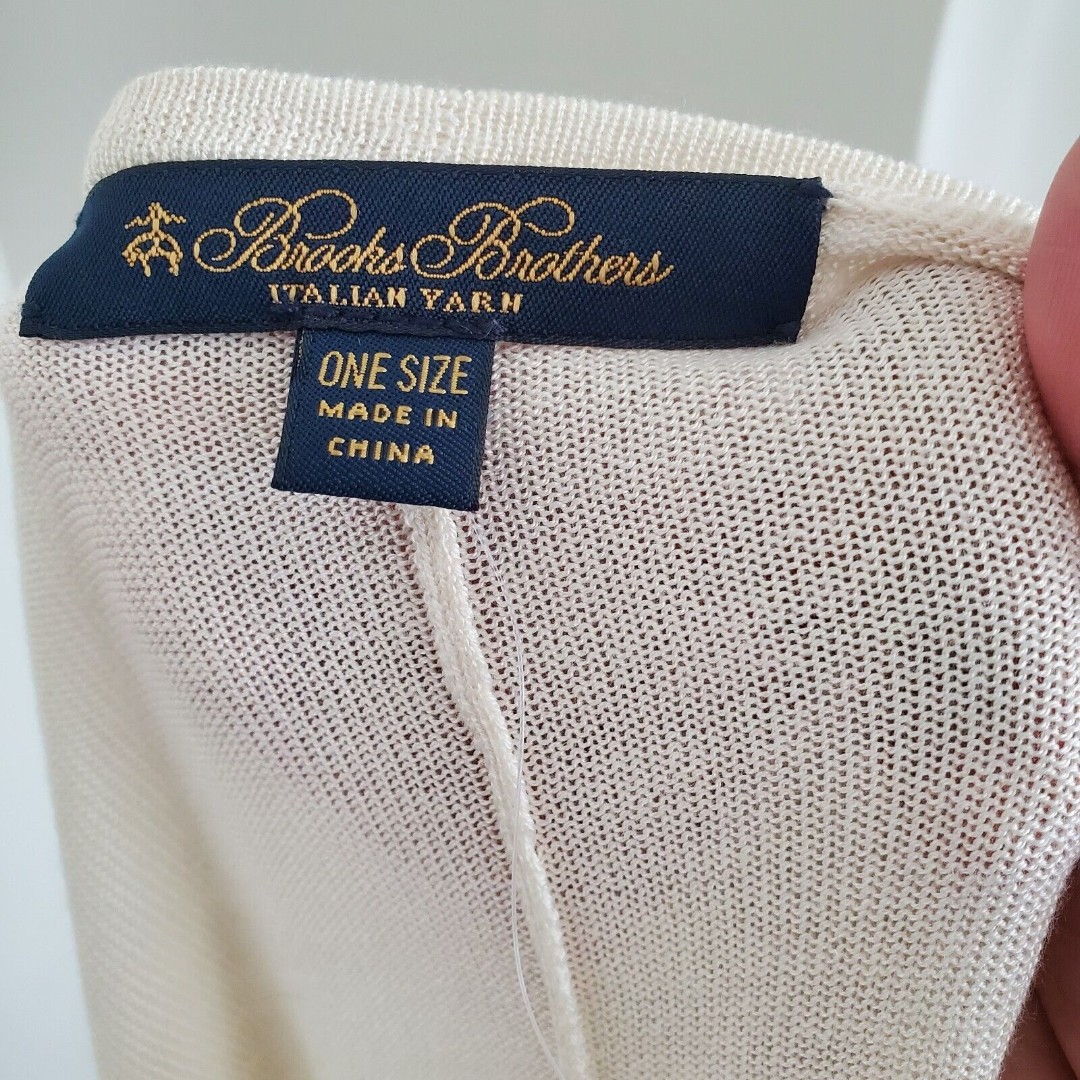 Brooks Brothers
ITALIAN YARN
ONE SIZE
MADE IN
CHINA